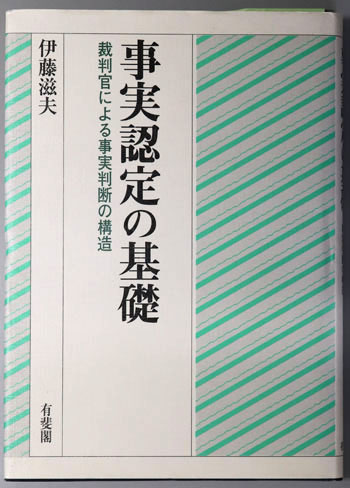 事実認定の基礎
裁判官による事実判断の構造
伊藤滋夫
有斐閣